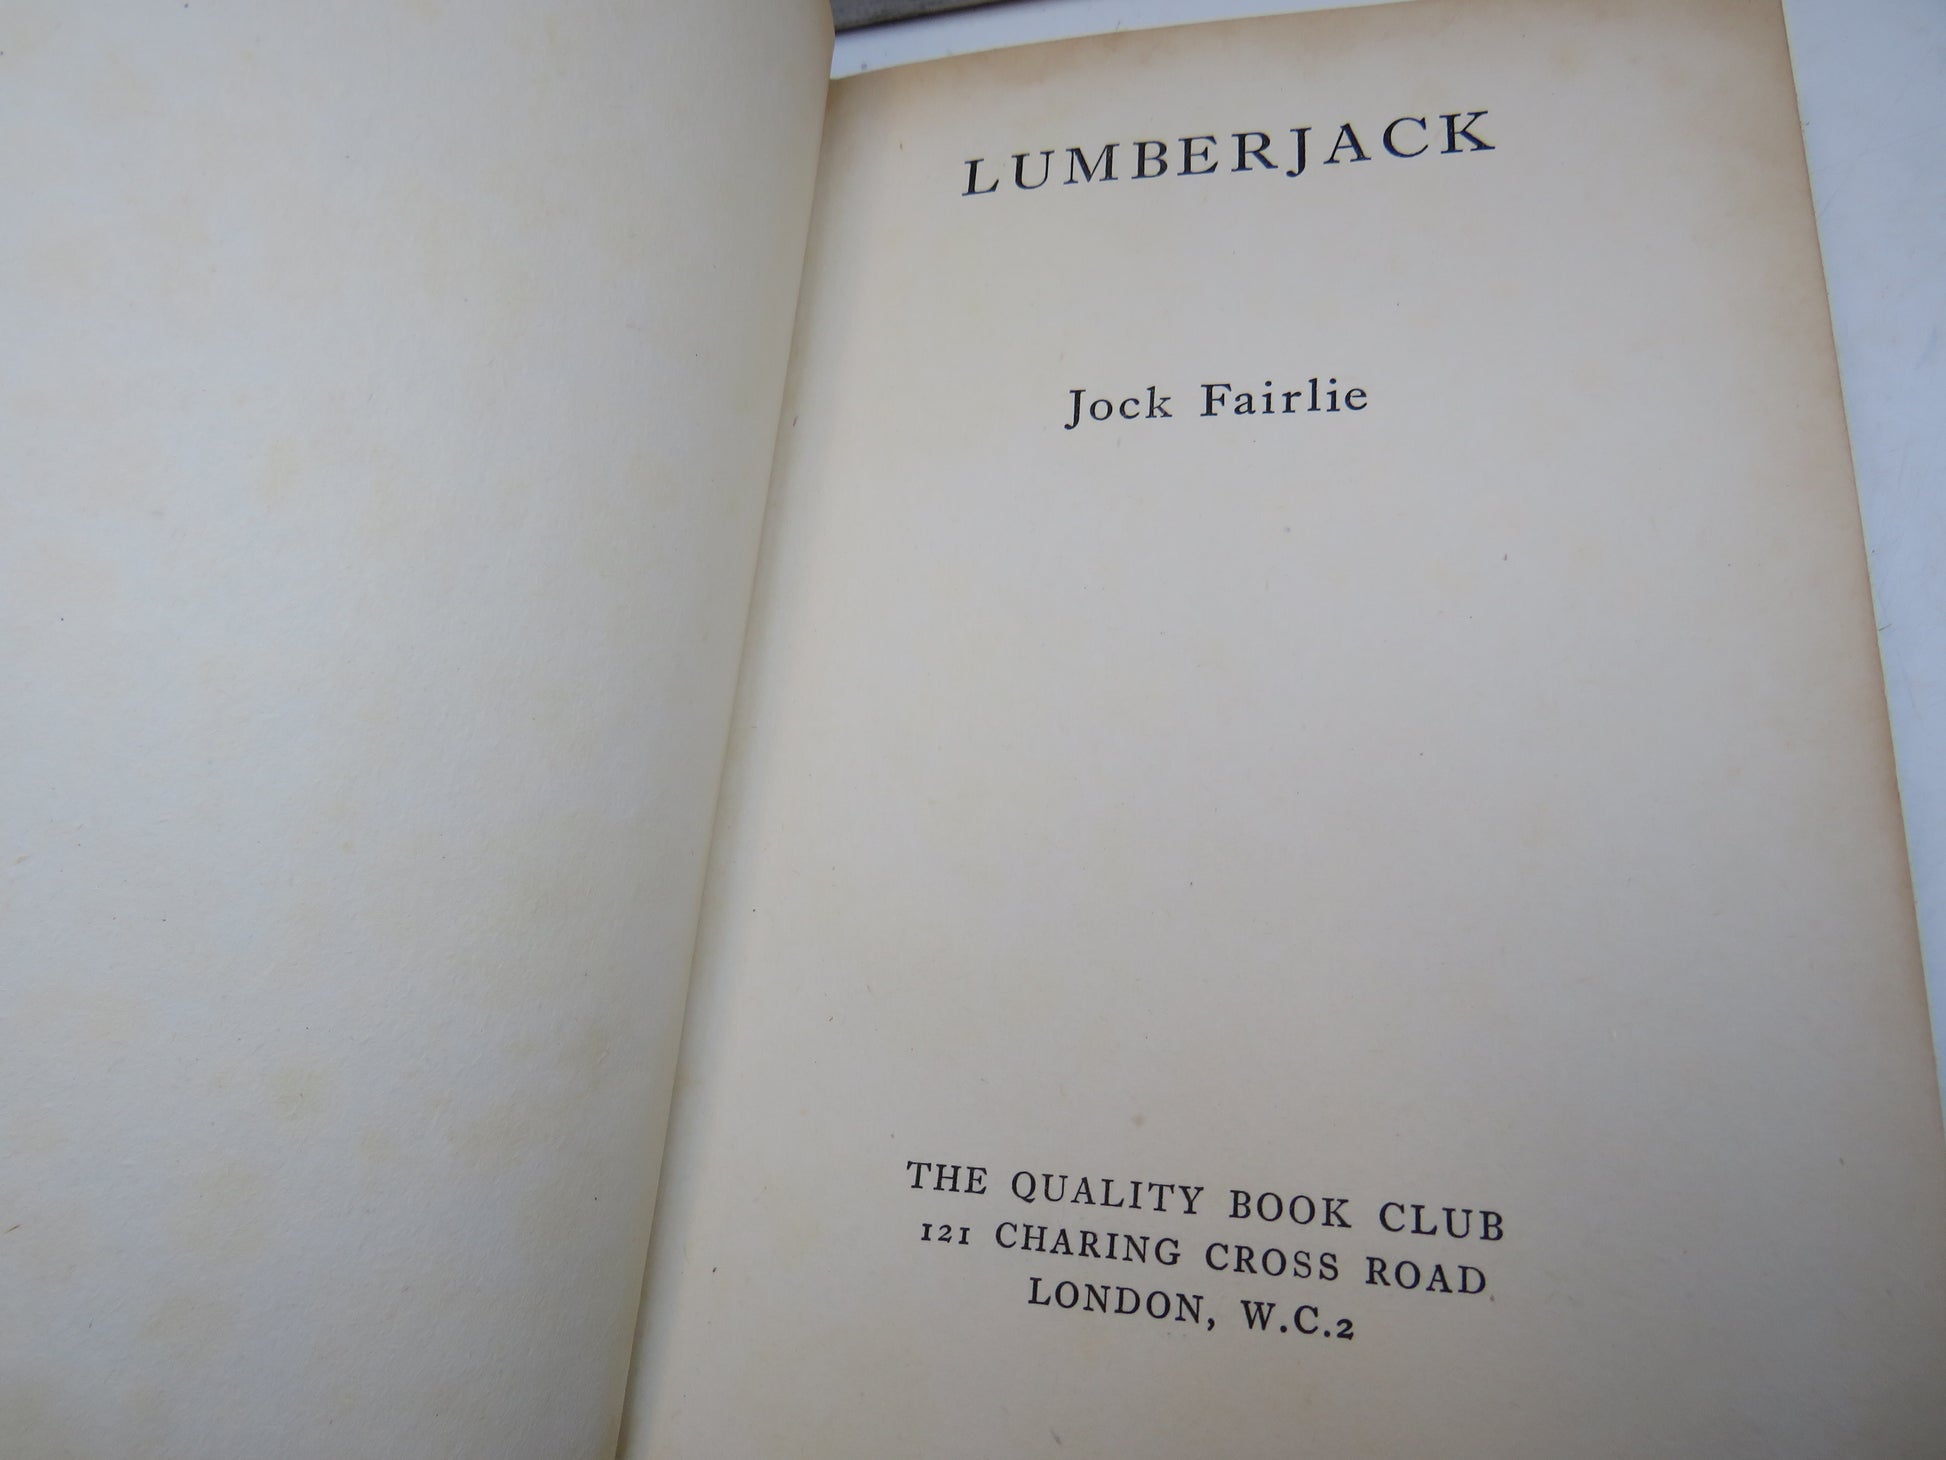 LUMBERJACK
Jock Fairlie
THE QUALITY BOOK CLUB
121 CHARING CROSS ROAD
LONDON, W.C.2